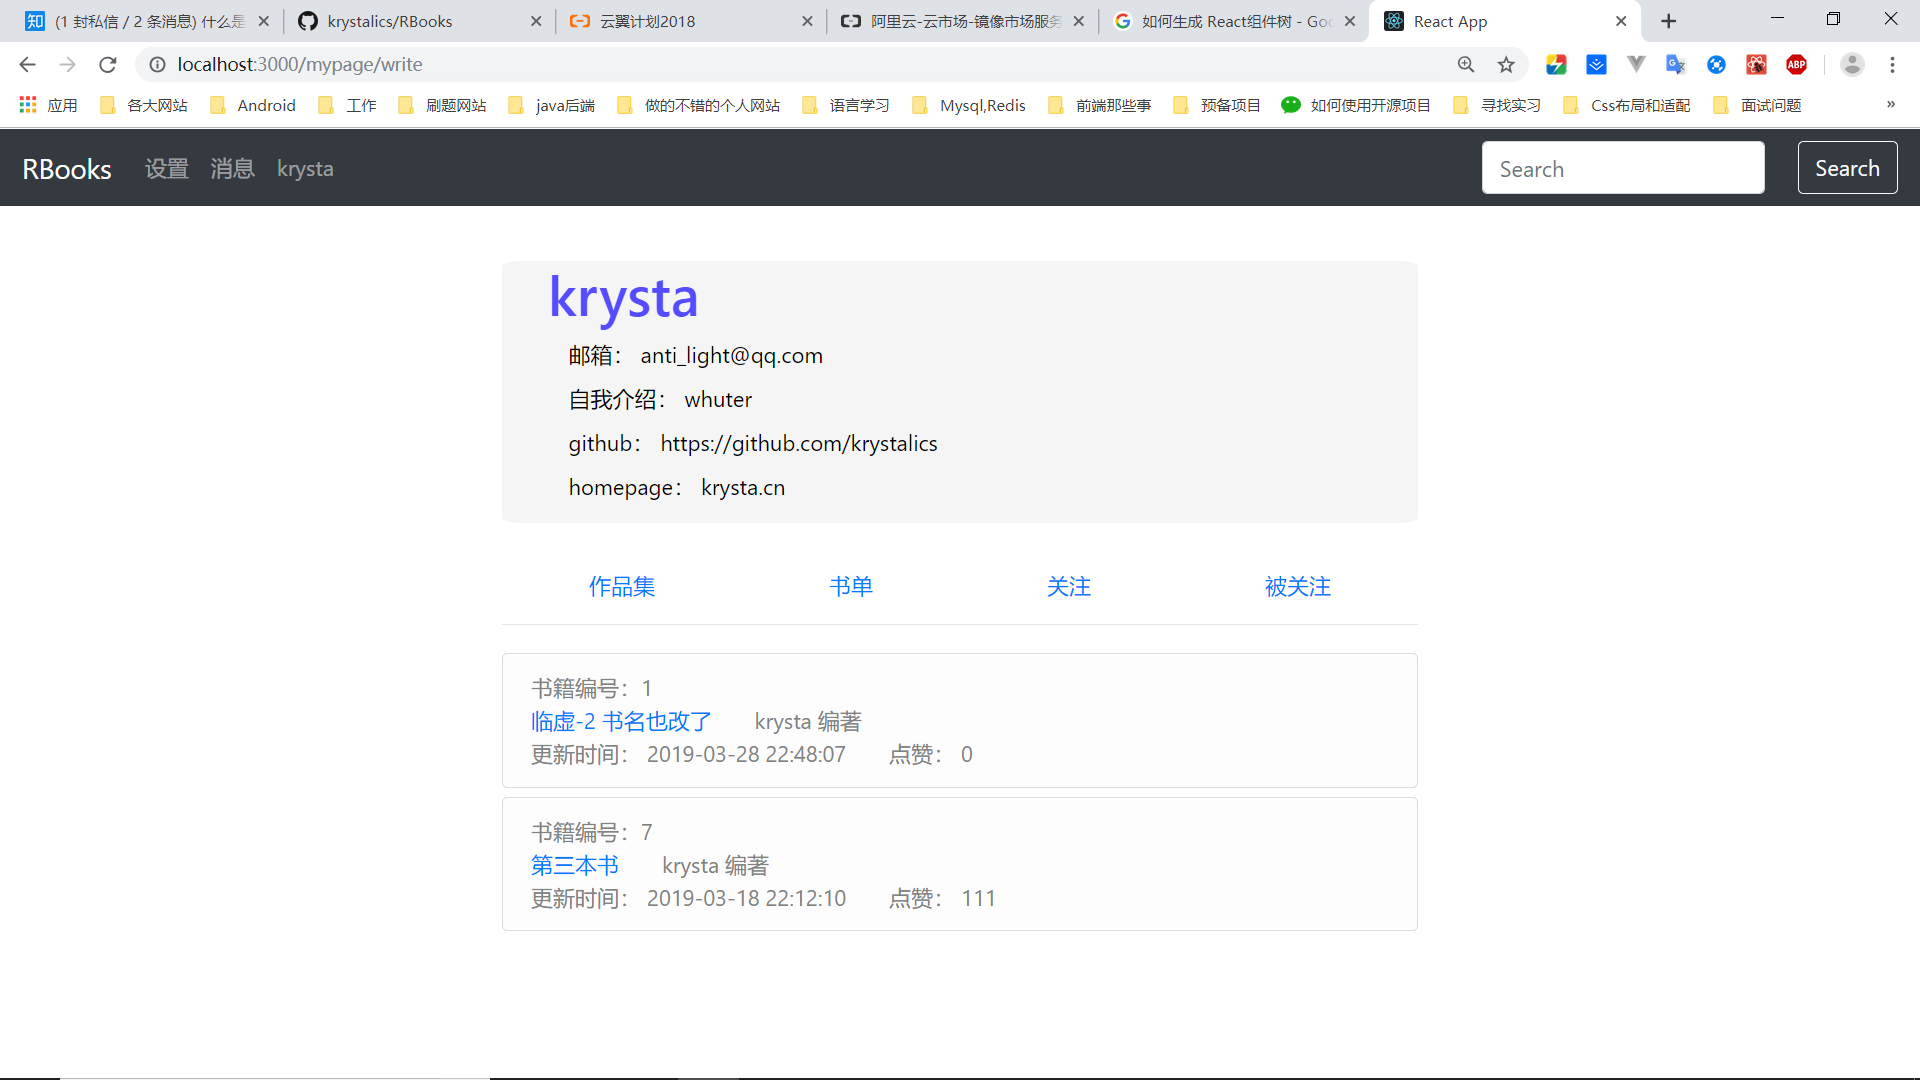 (1 封私信 / 2 条消息) 什么是
krystalics/RBooks
云翼计划2018
阿里云-云市场-镜像市场服务
如何生成 React组件树 - Goo
React App
localhost:3000/mypage/write
应用 各大网站 Android 工作 刷题网站 java后端 做的不错的个人网站 语言学习 Mysql,Redis 前端那些事 预备项目 如何使用开源项目 寻找实习 Css布局和适配 面试问题 »
RBooks 设置 消息 krysta Search Search
krysta
邮箱： anti_light@qq.com
自我介绍： whuter
github： https://github.com/krystalics
homepage： krysta.cn
作品集 书单 关注 被关注
书籍编号：1
临虚-2 书名也改了 krysta 编著
更新时间： 2019-03-28 22:48:07 点赞： 0
书籍编号：7
第三本书 krysta 编著
更新时间： 2019-03-18 22:12:10 点赞： 111